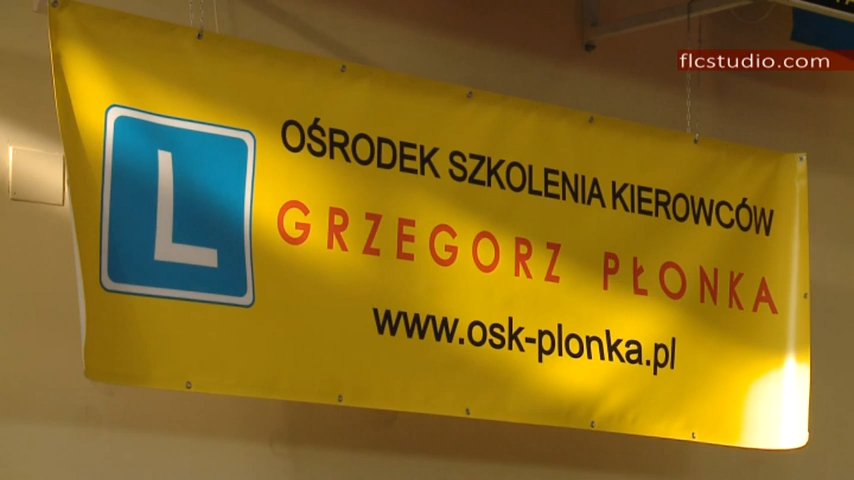 flcstudio.com
L
OŚRODEK SZKOLENIA KIEROWCÓW
GRZEGORZ PŁONKA
www.osk-plonka.pl